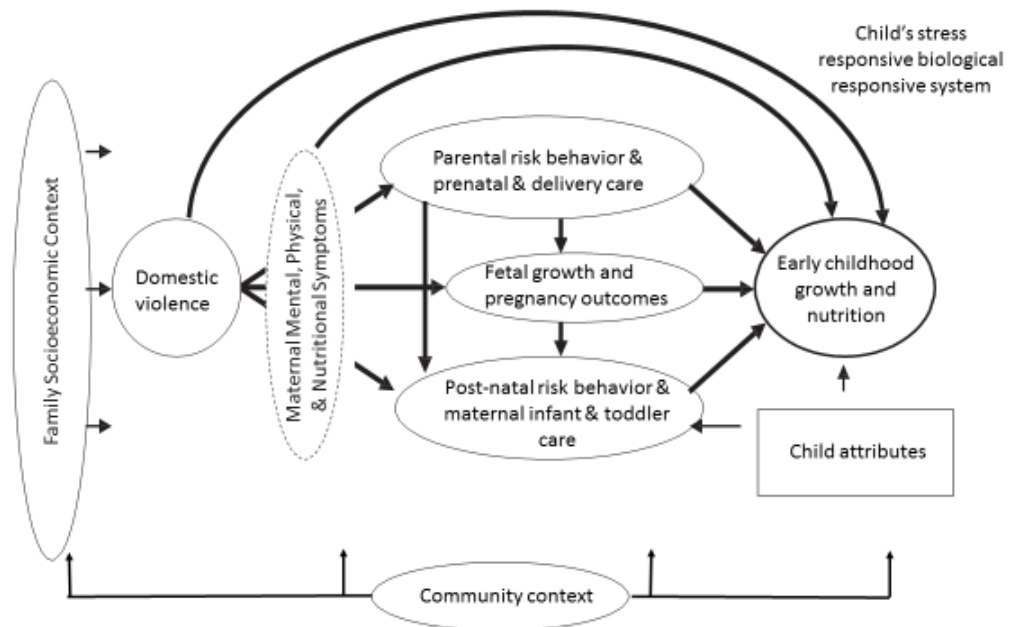 Child's stress
responsive biological
responsive system
Family Socioeconomic Context
Domestic
violence
Maternal Mental, Physical,
& Nutritional Symptoms
Parental risk behavior &
prenatal & delivery care
Fetal growth and
pregnancy outcomes
Post-natal risk behavior &
maternal infant & toddler
care
Early childhood
growth and
nutrition
Child attributes
Community context